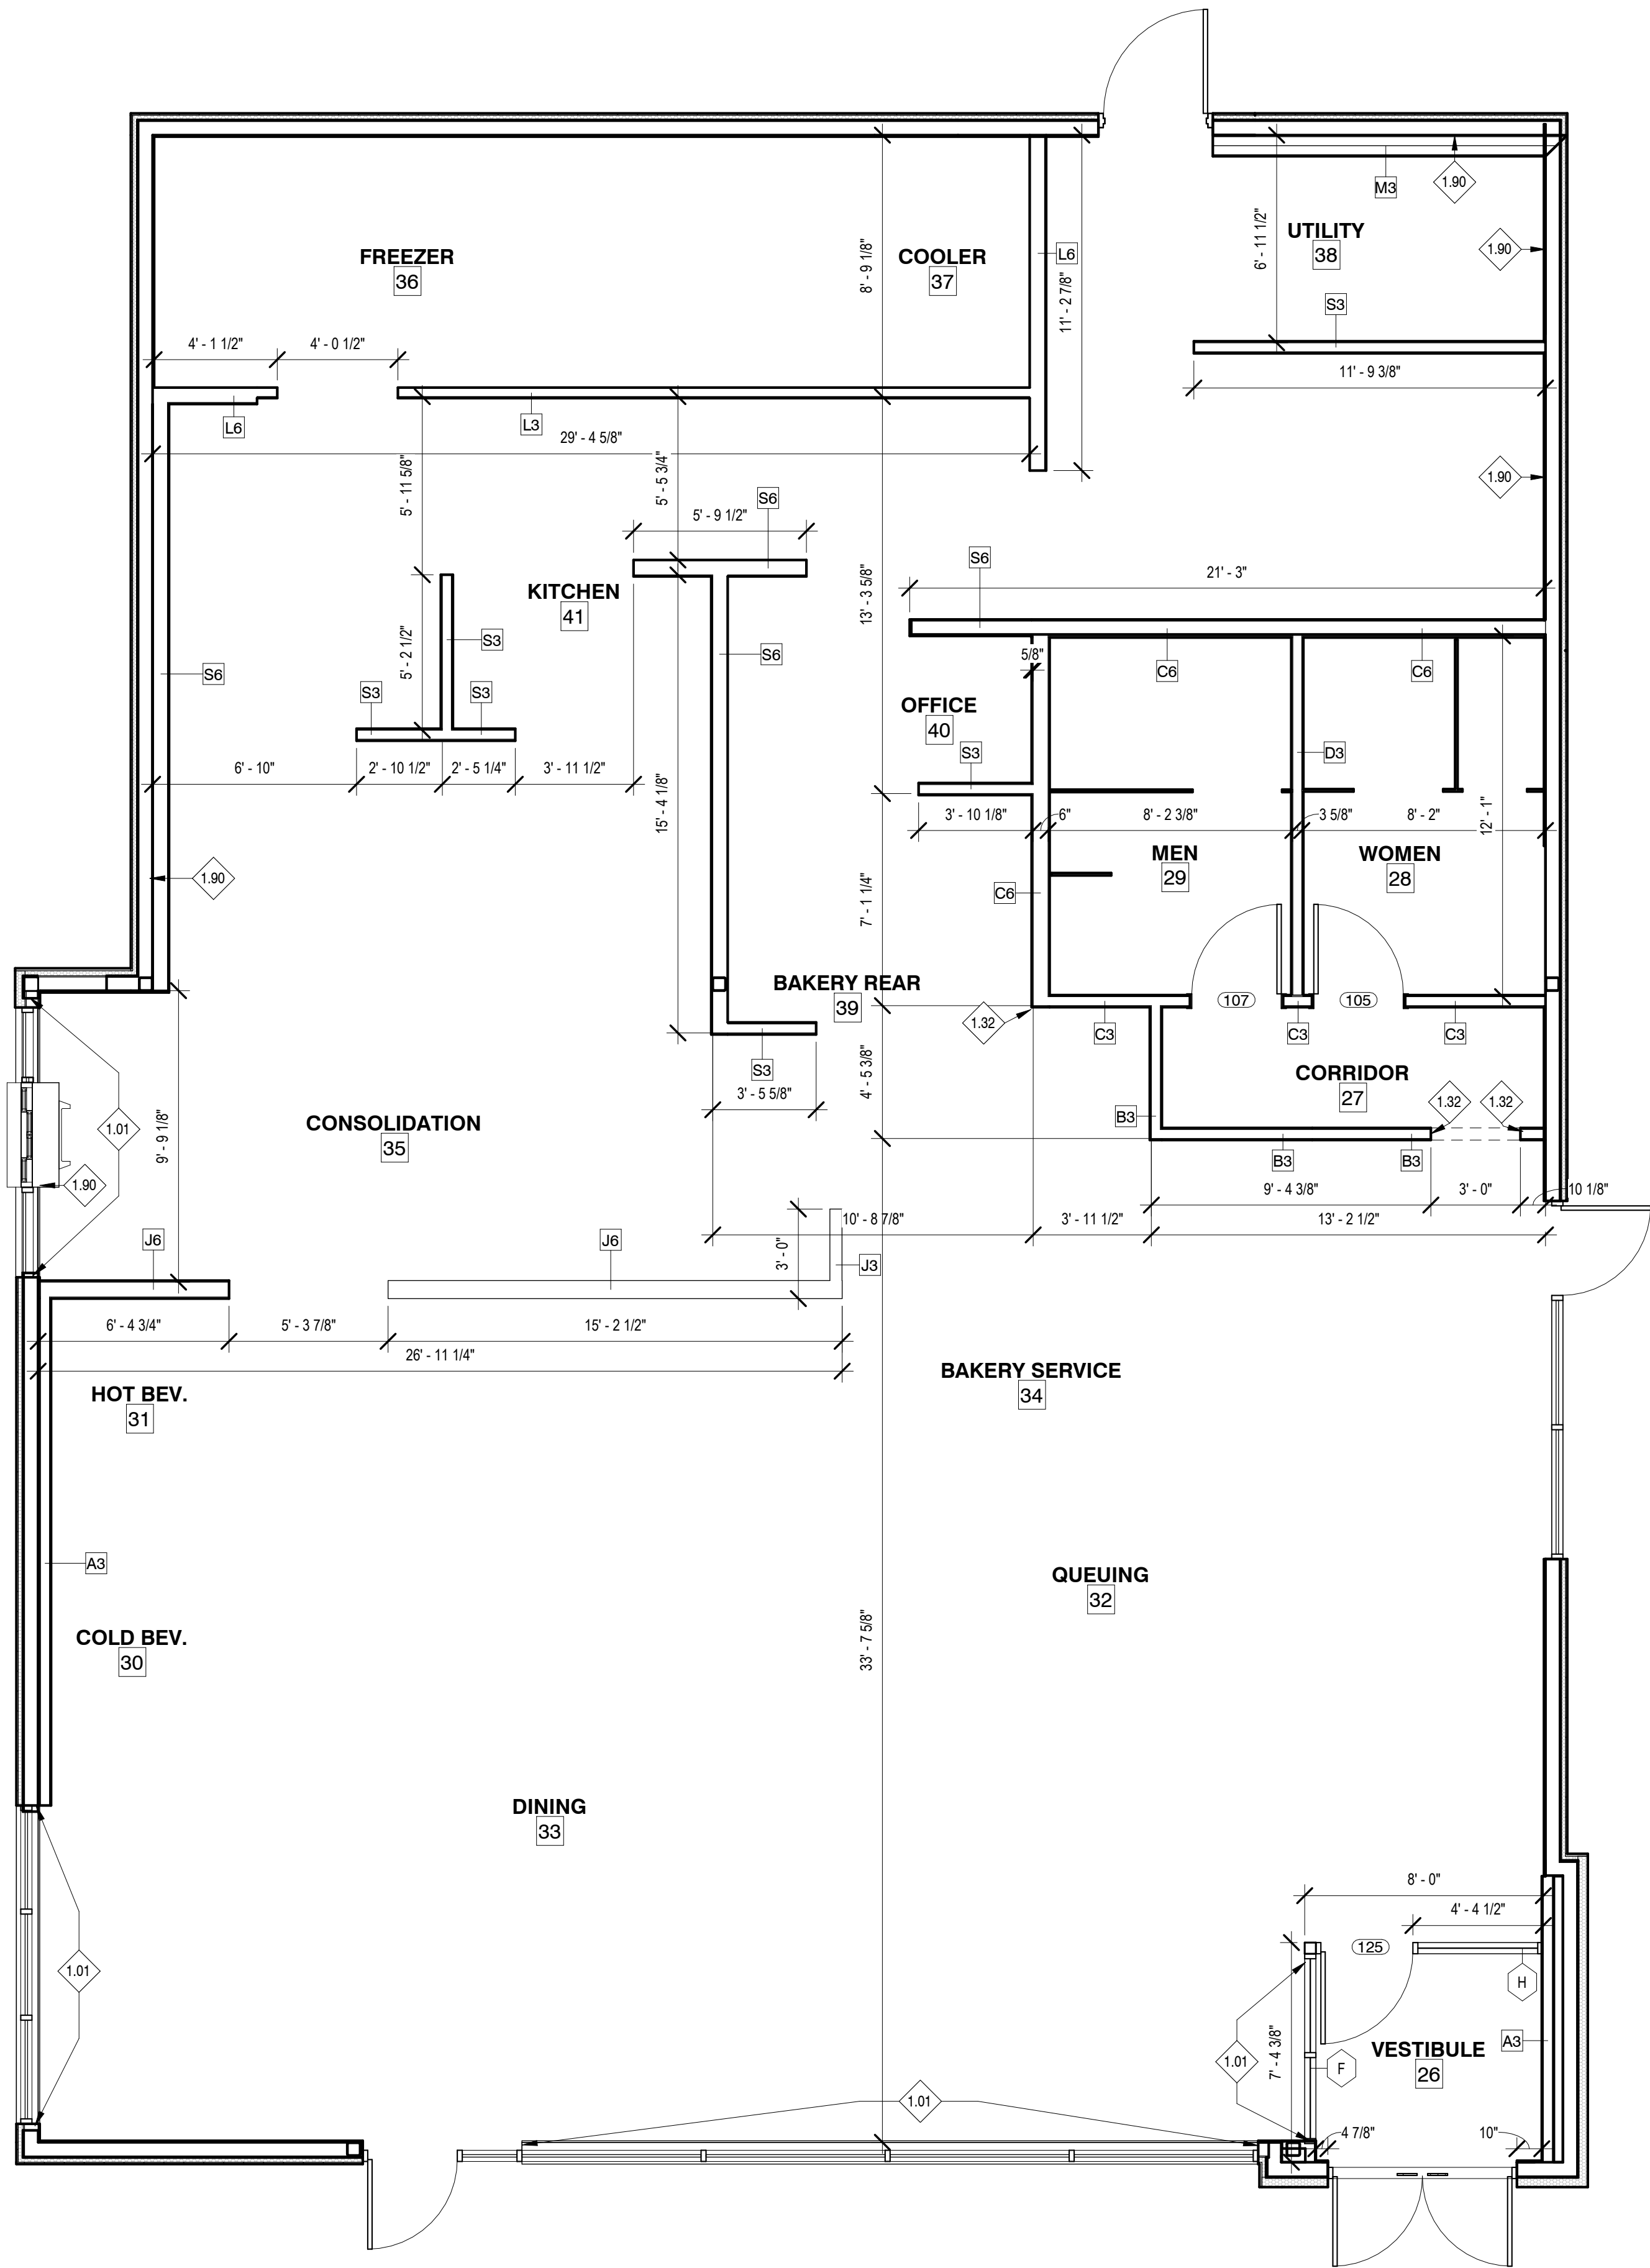 M3
1.90
UTILITY
38
6' - 11 1/2"
1.90
FREEZER
36
COOLER
37
8' - 9 1/8"
L6
11' - 2 7/8"
S3
4' - 1 1/2"
4' - 0 1/2"
11' - 9 3/8"
L6
L3
29' - 4 5/8"
5' - 11 5/8"
5' - 5 3/4"
1.90
S6
5' - 9 1/2"
S6
21' - 3"
13' - 3 5/8"
KITCHEN
41
S3
5' - 2 1/2"
S6
S6
5/8"
C6
C6
S3
S3
OFFICE
40
S3
D3
6' - 10"
2' - 10 1/2"
2' - 5 1/4"
3' - 11 1/2"
15' - 4 1/8"
3' - 10 1/8"
6"
8' - 2 3/8"
3 5/8"
8' - 2"
12' - 1"
MEN
29
WOMEN
28
1.90
7' - 1 1/4"
C6
BAKERY REAR
39
107
105
1.32
C3
C3
C3
S3
3' - 5 5/8"
4' - 5 3/8"
CORRIDOR
27
1.32
1.32
B3
B3
B3
1.01
CONSOLIDATION
35
9' - 9 1/8"
1.90
9' - 4 3/8"
3' - 0"
10 1/8"
10' - 8 7/8"
3' - 11 1/2"
13' - 2 1/2"
J6
J6
3' - 0"
J3
6' - 4 3/4"
5' - 3 7/8"
15' - 2 1/2"
26' - 11 1/4"
BAKERY SERVICE
34
HOT BEV.
31
A3
QUEUING
32
COLD BEV.
30
33' - 7 5/8"
DINING
33
8' - 0"
4' - 4 1/2"
125
1.01
H
7' - 4 3/8"
A3
VESTIBULE
26
1.01
F
1.01
4 7/8"
10"